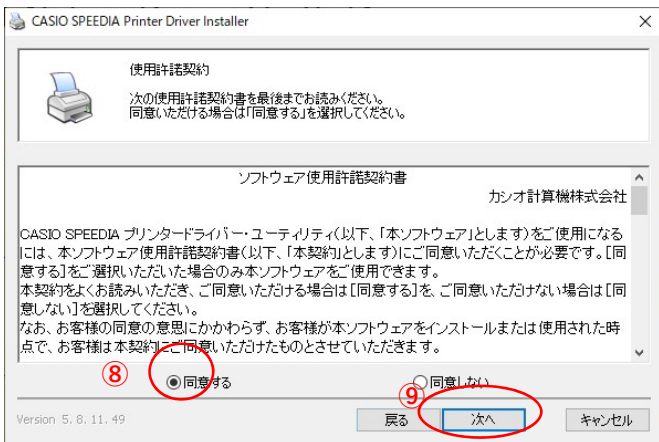 CASIO SPEEDIA Printer Driver Installer
使用許諾契約
次の使用許諾契約書を最後までお読みください。
同意いただける場合は「同意する」を選択してください。
ソフトウェア使用許諾契約書
カシオ計算機株式会社
CASIO SPEEDIA プリンタードライバー・ユーティリティ(以下、「本ソフトウェア」とします)をご使用になる
には、本ソフトウェア使用許諾契約書(以下、「本契約」とします)にご同意いただくことが必要です。[同
意する]をご選択いただいた場合のみ本ソフトウェアをご使用できます。
本契約をよくお読みいただき、ご同意いただける場合は[同意する]を、ご同意いただけない場合は[同
意しない]を選択してください。
なお、お客様の同意の意思にかかわらず、お客様が本ソフトウェアをインストールまたは使用された時
点で、お客様は本契約にご同意いただけたものとさせていただきます。
⑧ 同意する 同意しない
⑨
Version 5.8.11.49 戻る 次へ キャンセル